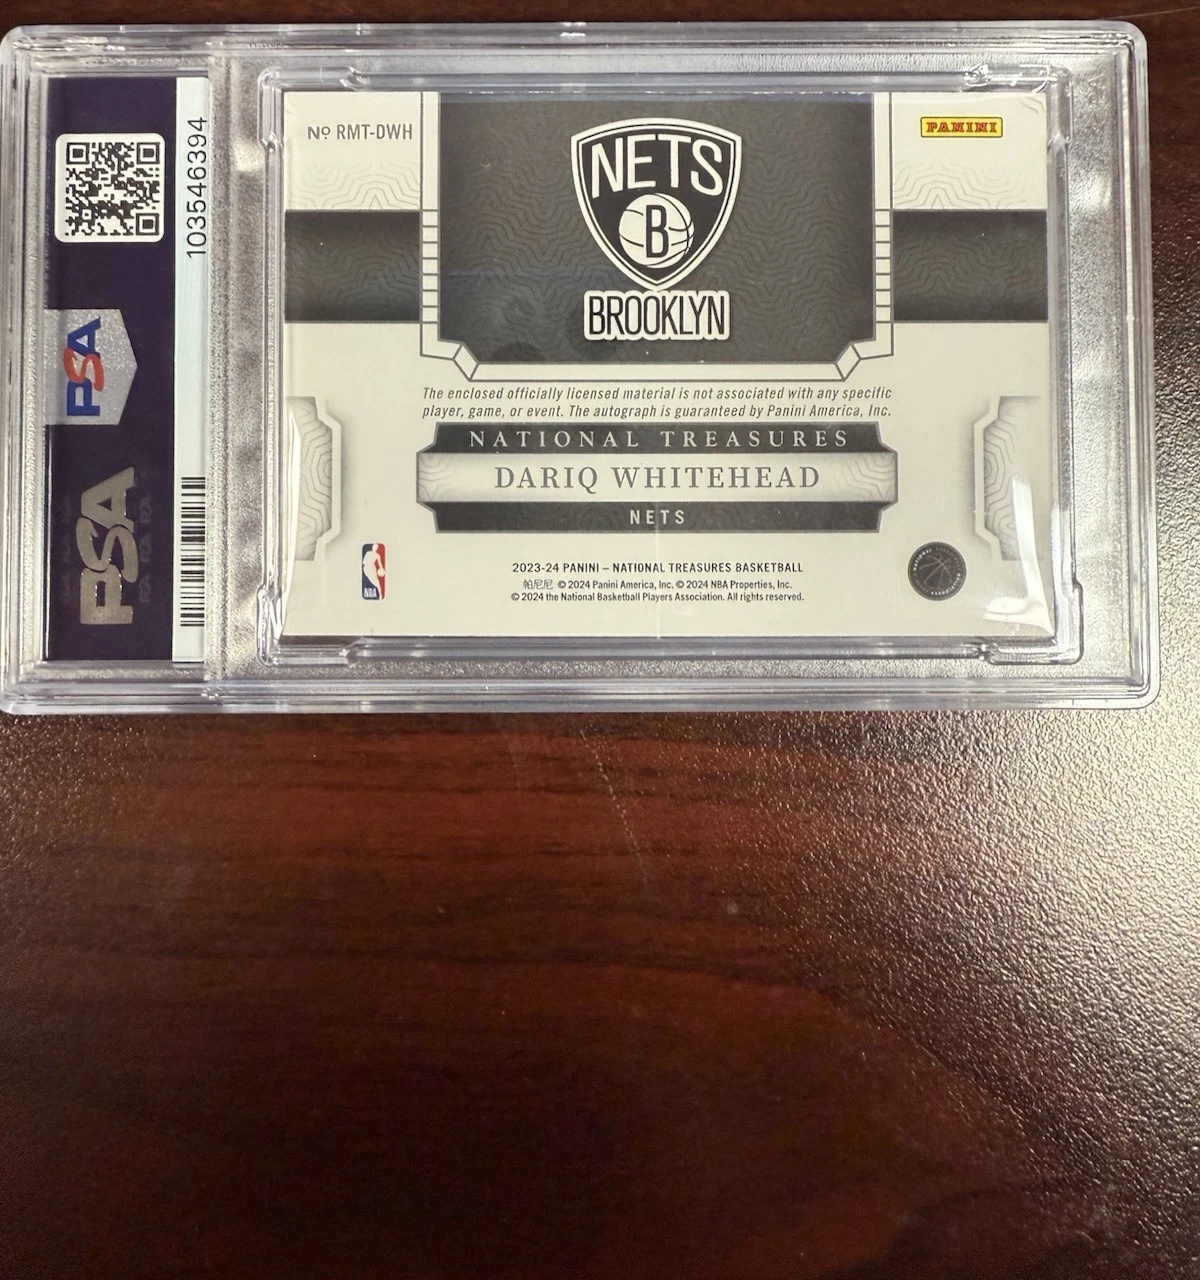 103546394
PSA
PSA
Nº RMT-DWH
NETS
B
BROOKLYN
PANINI
The enclosed officially licensed material is not associated with any specific
player, game, or event. The autograph is guaranteed by Panini America, Inc.
NATIONAL TREASURES
DARIQ WHITEHEAD
NETS
NBA
2023-24 PANINI – NATIONAL TREASURES BASKETBALL
帕尼尼 © 2024 Panini America, Inc. © 2024 NBA Properties, Inc.
© 2024 the National Basketball Players Association. All rights reserved.